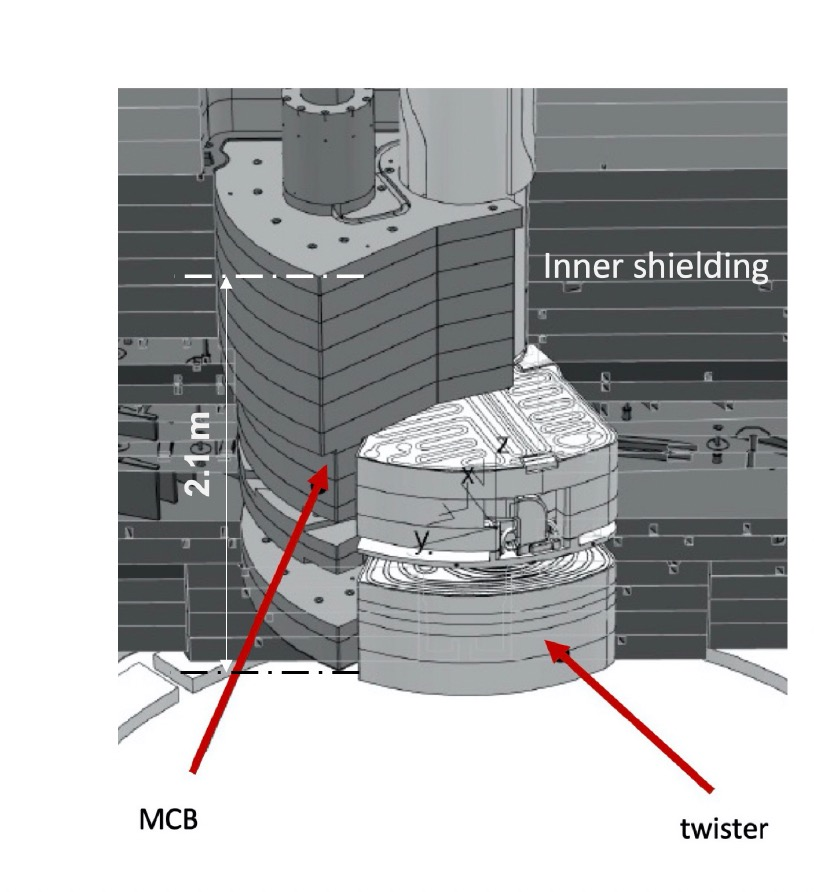 Inner shielding
2.1 m
z
x
y
MCB
twister